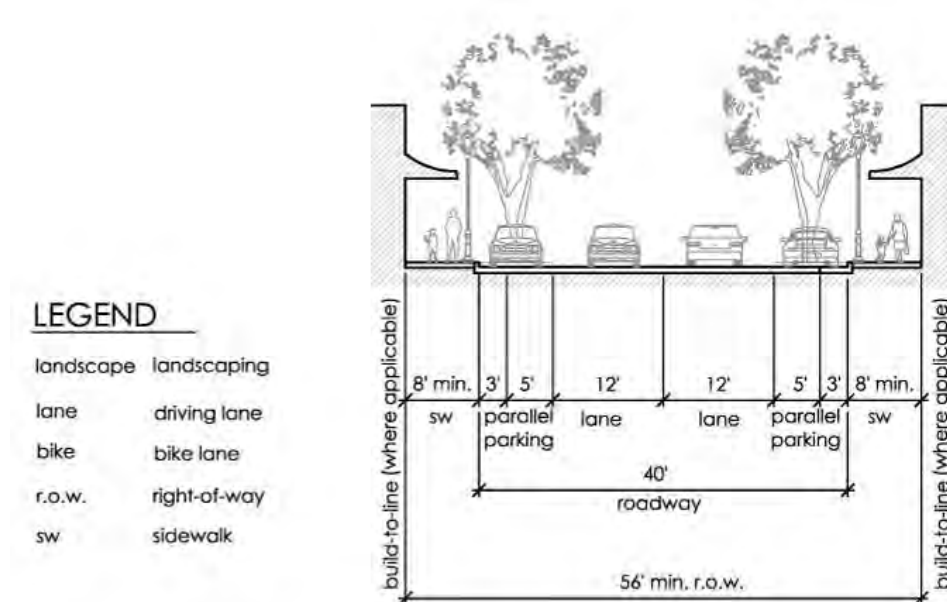 LEGEND
landscape landscaping
lane driving lane
bike bike lane
r.o.w. right-of-way
sw sidewalk
build-to-line (where applicable)
8' min. 3' 5' 12' 12' 5' 3' 8' min.
sw parallel parking lane lane parallel parking sw
40'
roadway
56' min. r.o.w.
build-to-line (where applicable)